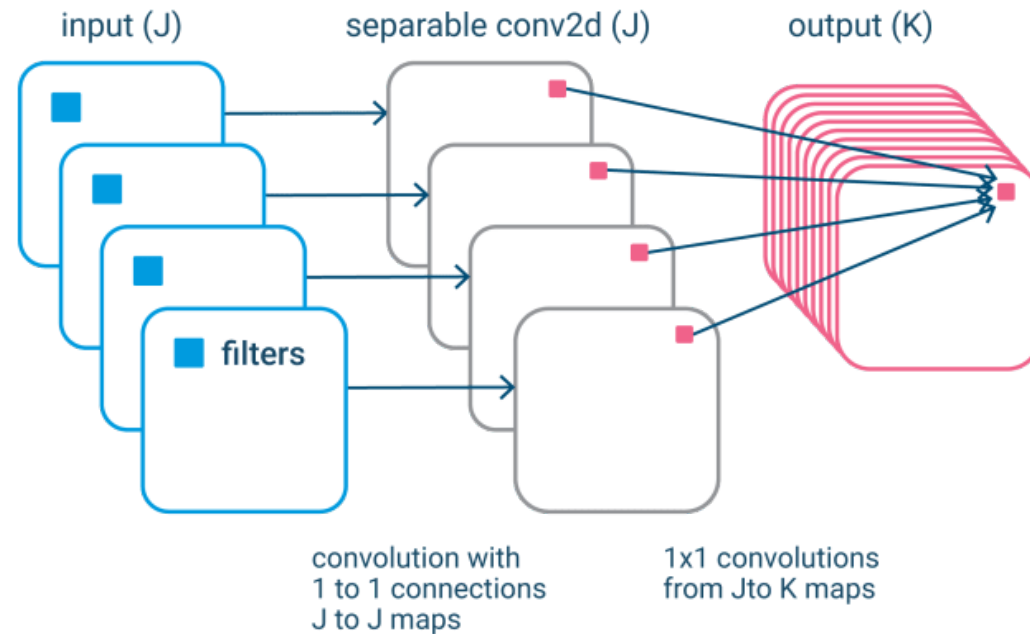 input (J)
separable conv2d (J)
output (K)
filters
convolution with
1 to 1 connections
J to J maps
1x1 convolutions
from Jto K maps